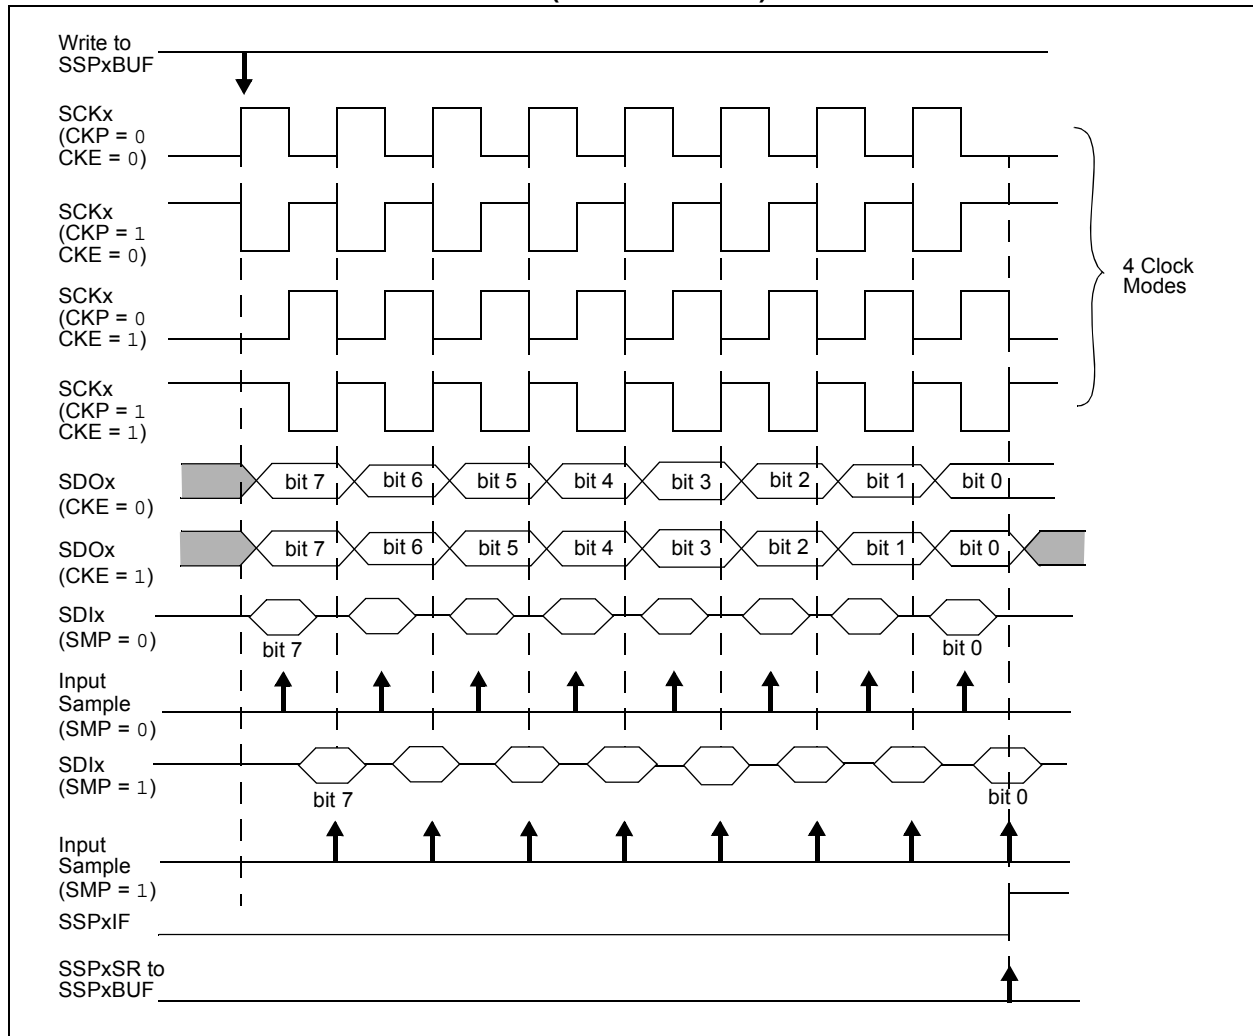 Write to
SSPxBUF
SCKx
(CKP = 0
CKE = 0)
SCKx
(CKP = 1
CKE = 0)
4 Clock
Modes
SCKx
(CKP = 0
CKE = 1)
SCKx
(CKP = 1
CKE = 1)
SDOx
(CKE = 0)
bit 7 bit 6 bit 5 bit 4 bit 3 bit 2 bit 1 bit 0
SDOx
(CKE = 1)
bit 7 bit 6 bit 5 bit 4 bit 3 bit 2 bit 1 bit 0
SDIx
(SMP = 0)
bit 7 bit 0
Input
Sample
(SMP = 0)
SDIx
(SMP = 1)
bit 7 bit 0
Input
Sample
(SMP = 1)
SSPxIF
SSPxSR to
SSPxBUF